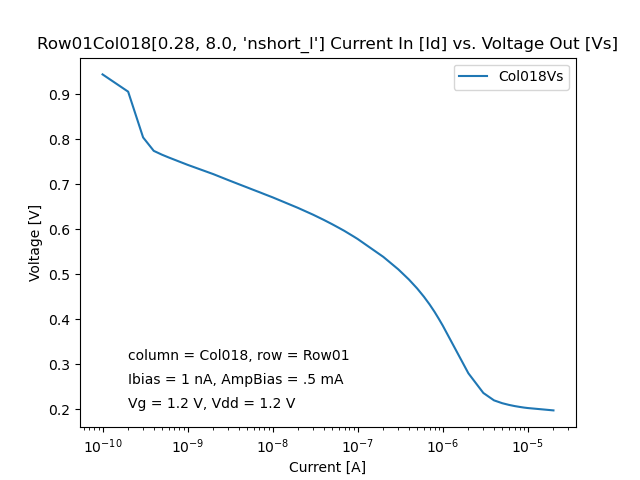 Row01Col018[0.28, 8.0, 'nshort_l'] Current In [Id] vs. Voltage Out [Vs]
Col018Vs
0.9
0.8
0.7
0.6
0.5
0.4
0.3
0.2
Voltage [V]
column = Col018, row = Row01
Ibias = 1 nA, AmpBias = .5 mA
Vg = 1.2 V, Vdd = 1.2 V
10⁻¹⁰ 10⁻⁹ 10⁻⁸ 10⁻⁷ 10⁻⁶ 10⁻⁵
Current [A]